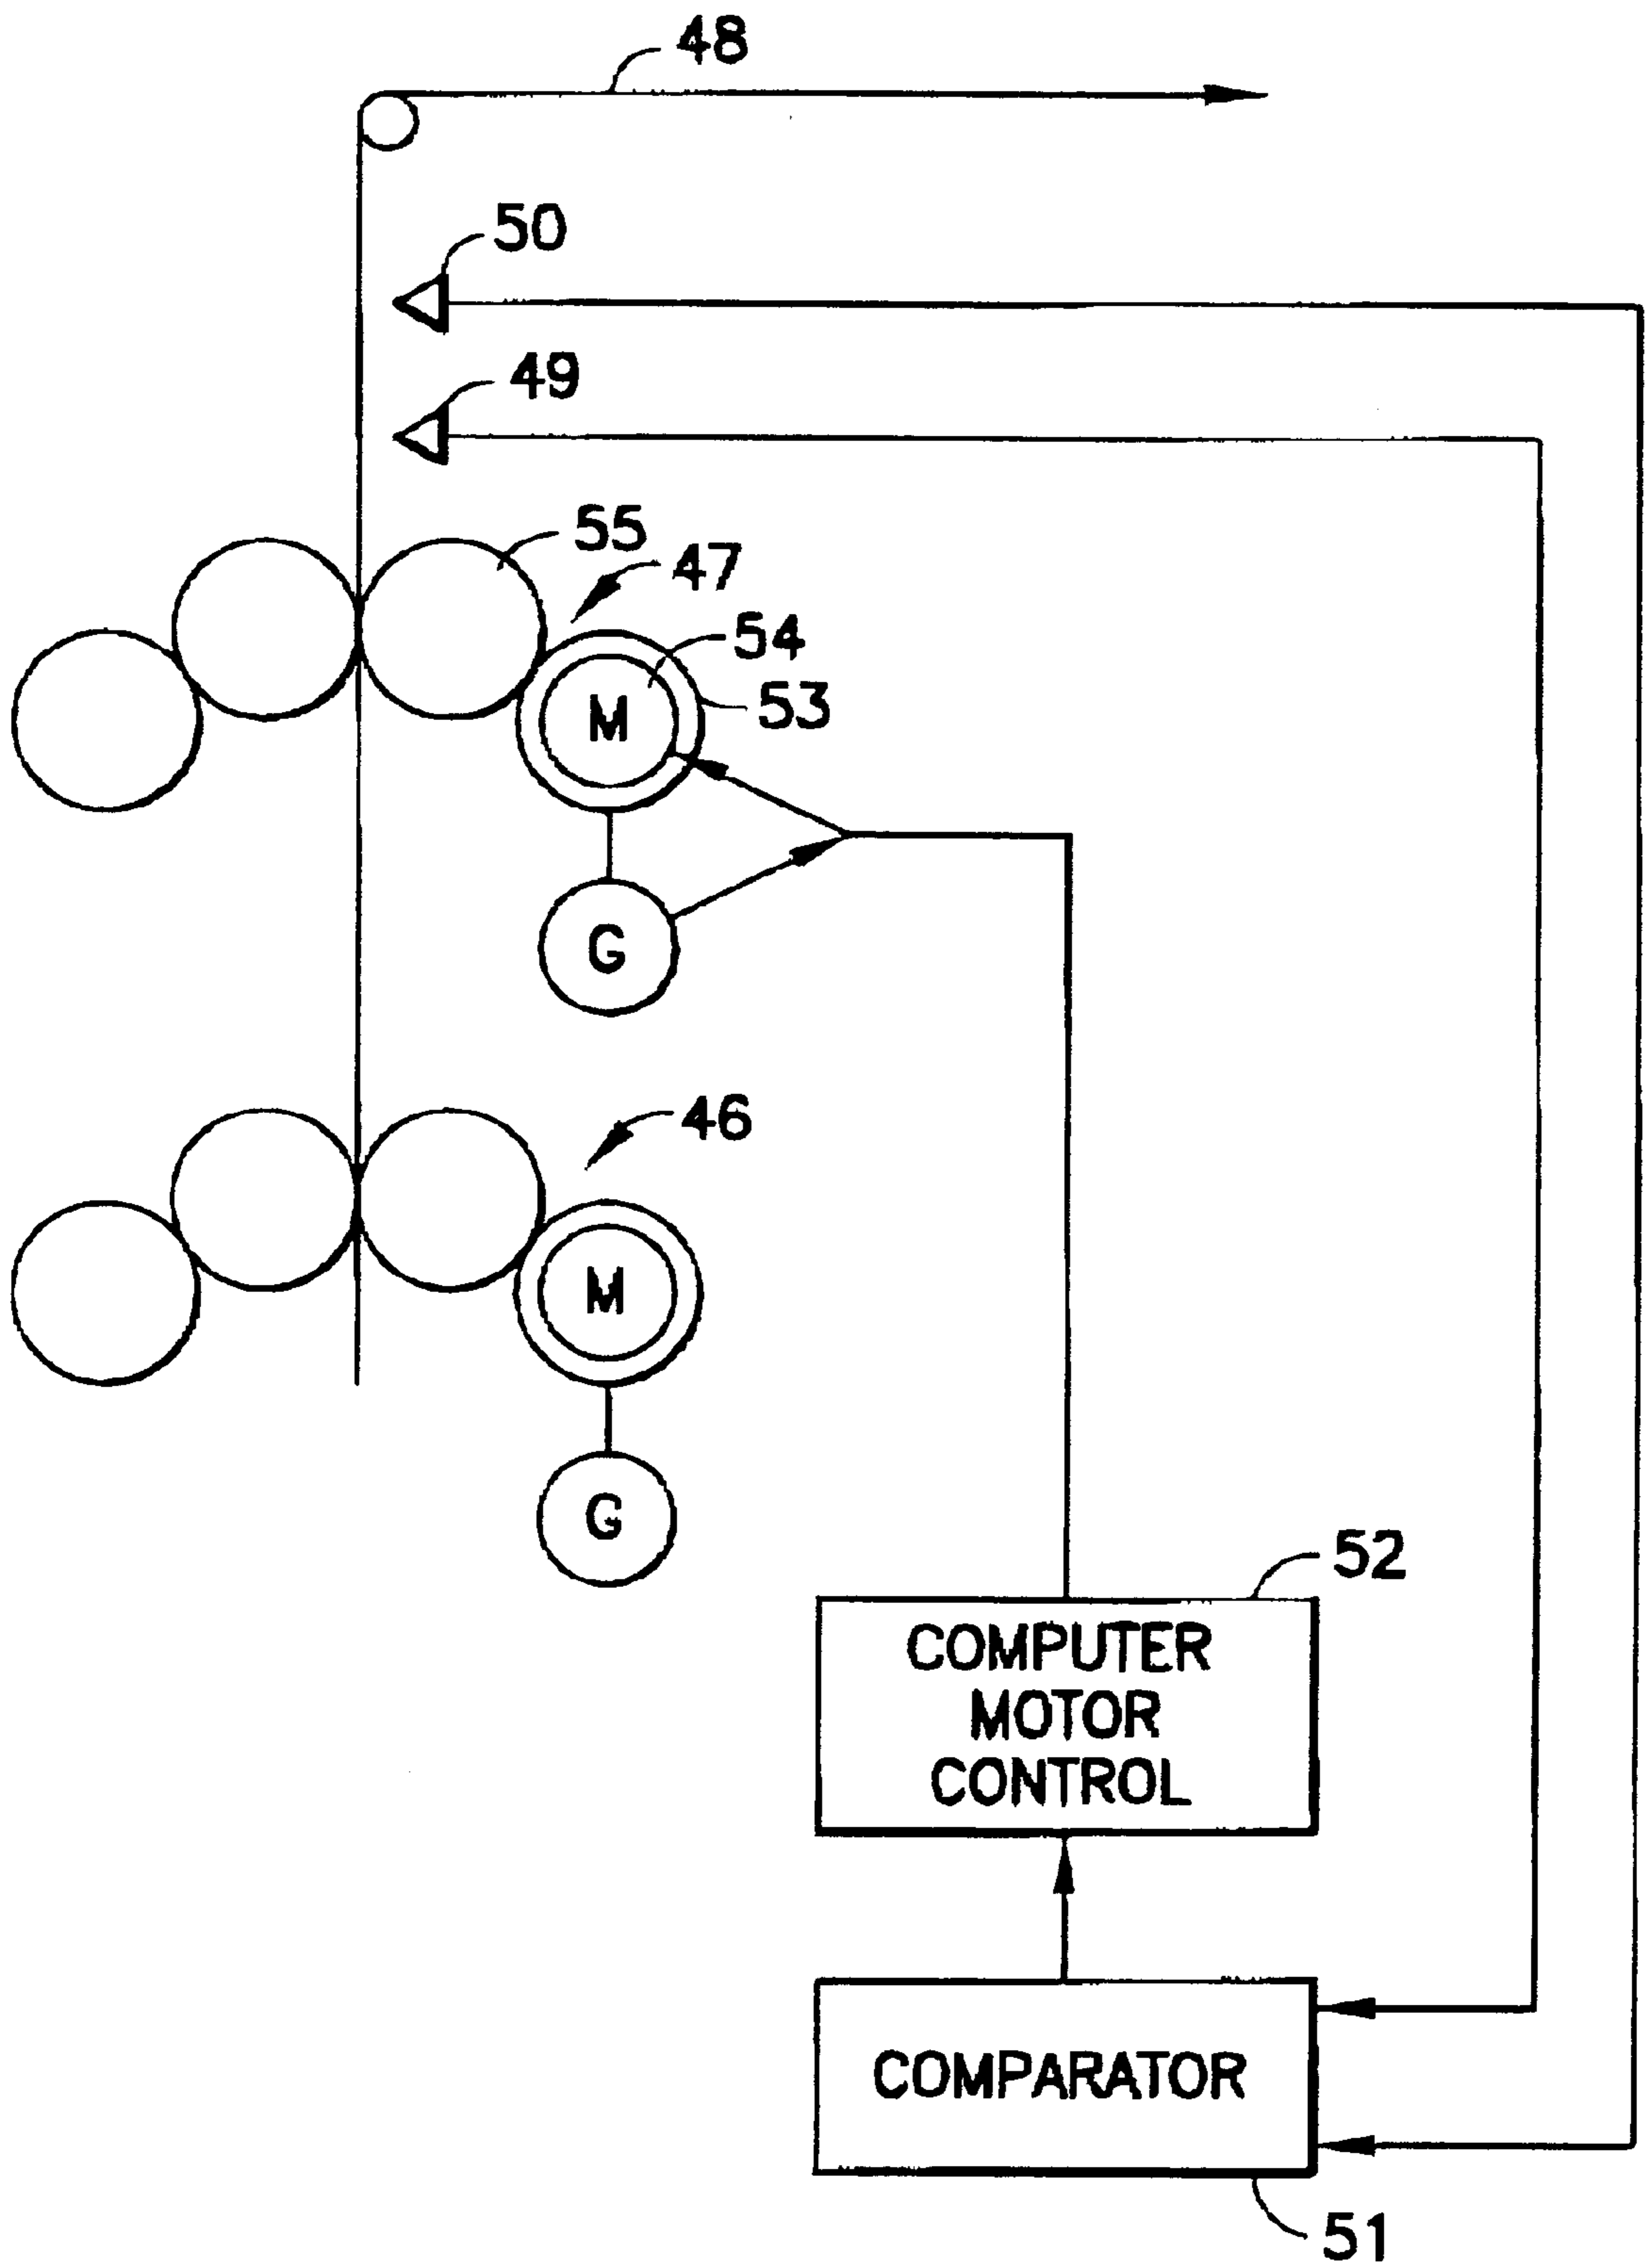 48
50
49
55
47
54
53
M
G
46
M
G
52
COMPUTER
MOTOR
CONTROL
COMPARATOR
51